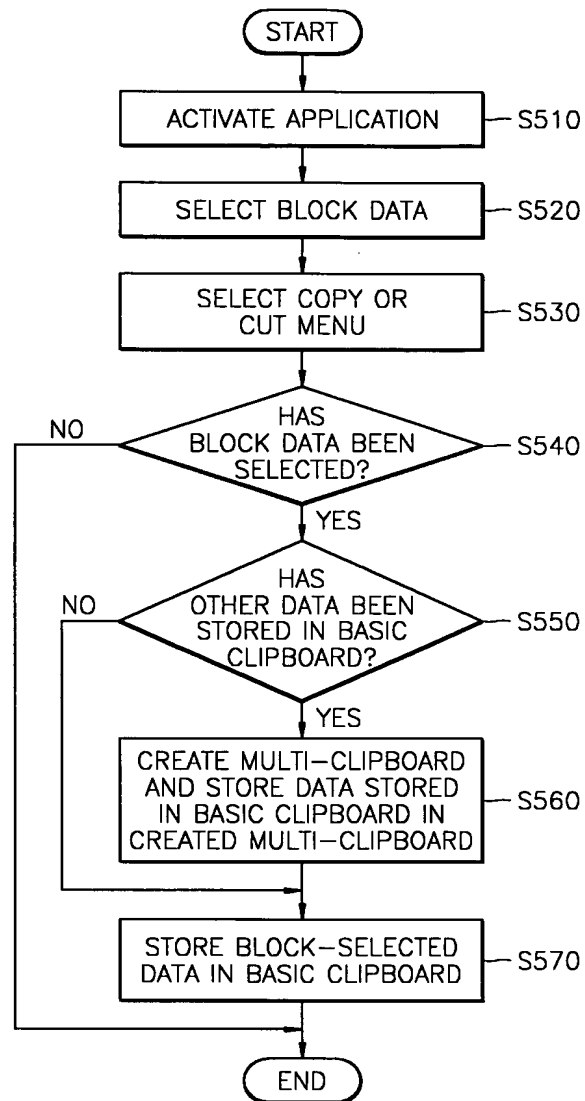 START
ACTIVATE APPLICATION
S510
SELECT BLOCK DATA
S520
SELECT COPY OR
CUT MENU
S530
HAS
BLOCK DATA BEEN
SELECTED?
NO
S540
YES
HAS
OTHER DATA BEEN
STORED IN BASIC
CLIPBOARD?
NO
S550
YES
CREATE MULTI-CLIPBOARD
AND STORE DATA STORED
IN BASIC CLIPBOARD IN
CREATED MULTI-CLIPBOARD
S560
STORE BLOCK-SELECTED
DATA IN BASIC CLIPBOARD
S570
END